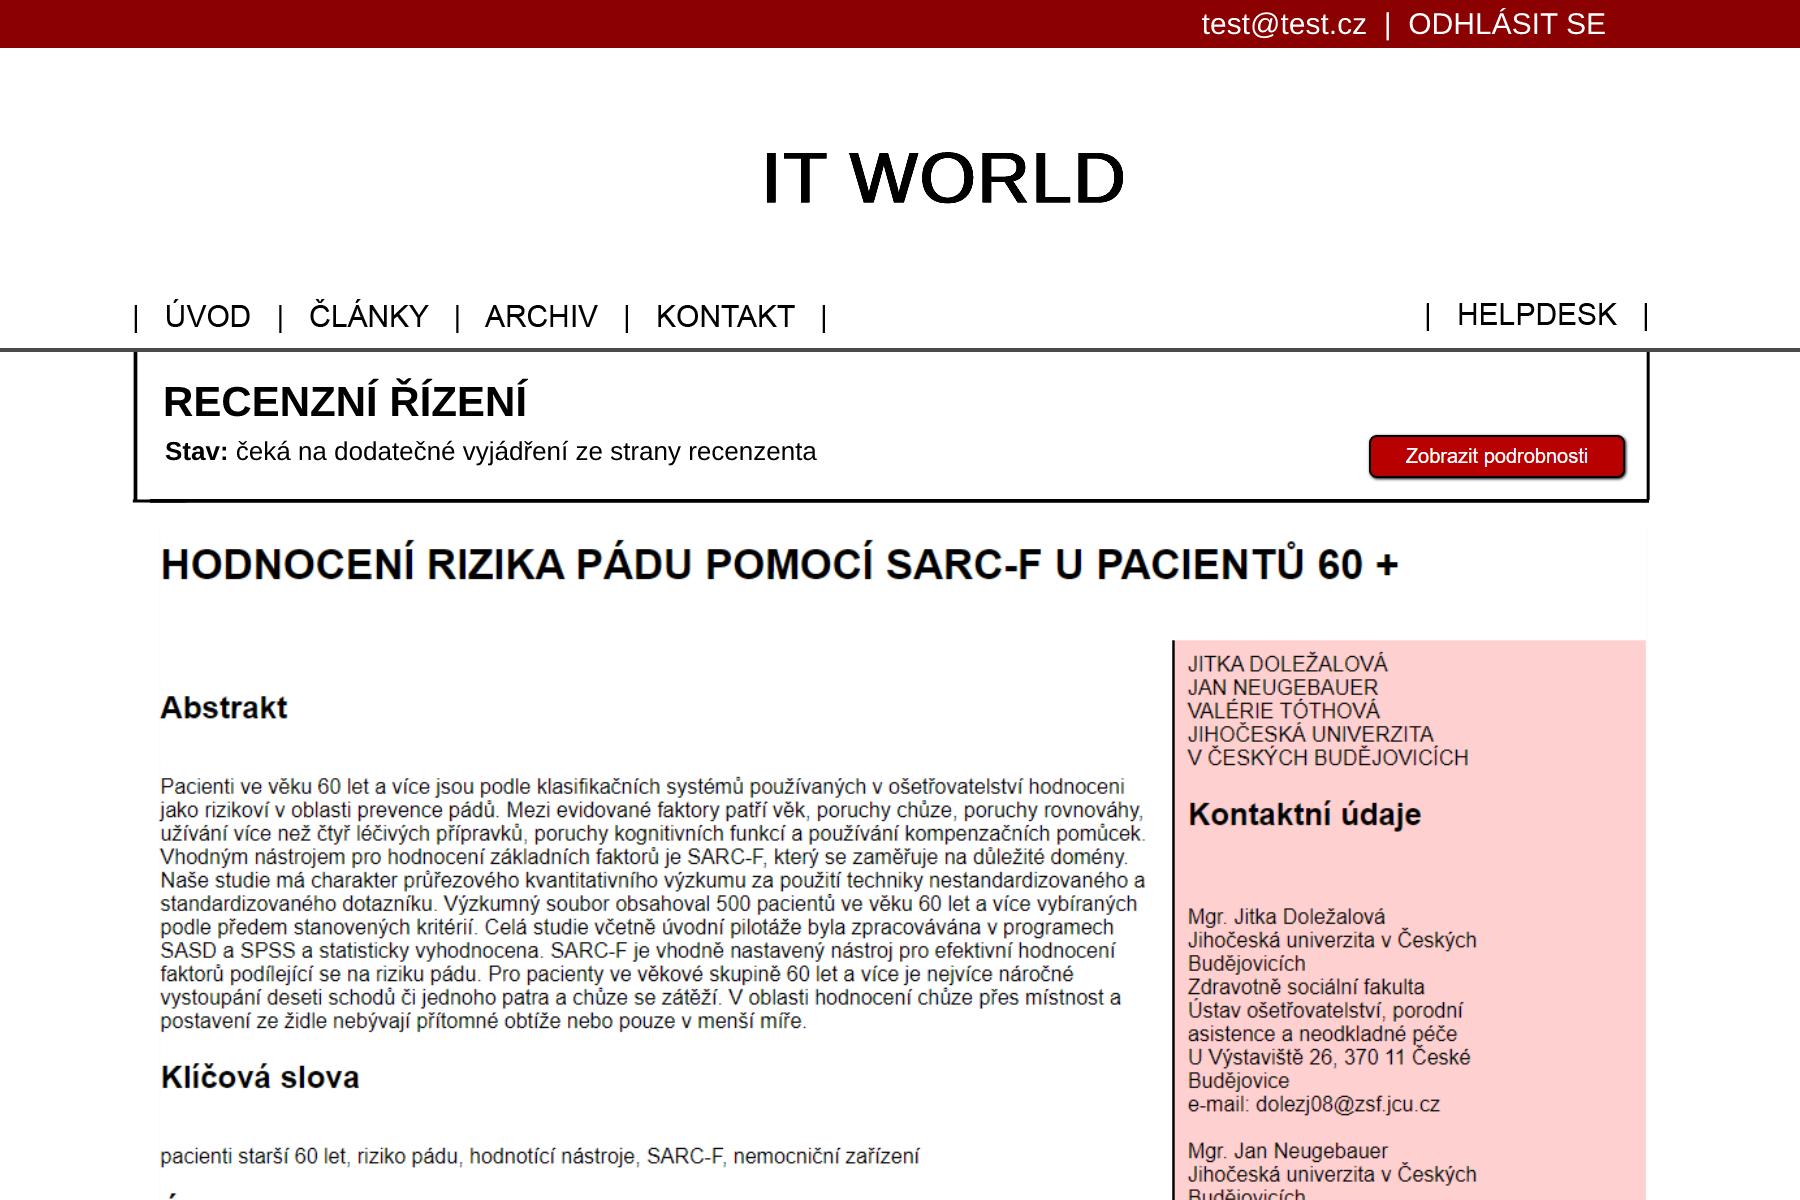 test@test.cz | ODHLÁSIT SE
IT WORLD
| ÚVOD | ČLÁNKY | ARCHIV | KONTAKT |
| HELPDESK |
RECENZNÍ ŘÍZENÍ
Stav: čeká na dodatečné vyjádření ze strany recenzenta
Zobrazit podrobnosti
HODNOCENÍ RIZIKA PÁDU POMOCÍ SARC-F U PACIENTŮ 60 +
Abstrakt
Pacienti ve věku 60 let a více jsou podle klasifikačních systémů používaných v ošetřovatelství hodnoceni
jako rizikoví v oblasti prevence pádů. Mezi evidované faktory patří věk, poruchy chůze, poruchy rovnováhy,
užívání více než čtyř léčivých přípravků, poruchy kognitivních funkcí a používání kompenzačních pomůcek.
Vhodným nástrojem pro hodnocení základních faktorů je SARC-F, který se zaměřuje na důležité domény.
Naše studie má charakter průřezového kvantitativního výzkumu za použití techniky nestandardizovaného a
standardizovaného dotazníku. Výzkumný soubor obsahoval 500 pacientů ve věku 60 let a více vybíraných
podle předem stanovených kritérií. Celá studie včetně úvodní pilotáže byla zpracovávána v programech
SASD a SPSS a statisticky vyhodnocena. SARC-F je vhodně nastavený nástroj pro efektivní hodnocení
faktorů podílející se na riziku pádu. Pro pacienty ve věkové skupině 60 let a více je nejvíce náročné
vystoupání deseti schodů či jednoho patra a chůze se zátěží. V oblasti hodnocení chůze přes místnost a
postavení ze židle nebývají přítomné obtíže nebo pouze v menší míře.
Klíčová slova
pacienti starší 60 let, riziko pádu, hodnotící nástroje, SARC-F, nemocniční zařízení
JITKA DOLEŽALOVÁ
JAN NEUGEBAUER
VALÉRIE TÓTHOVÁ
JIHOČESKÁ UNIVERZITA
V ČESKÝCH BUDĚJOVICÍCH
Kontaktní údaje
Mgr. Jitka Doležalová
Jihočeská univerzita v Českých
Budějovicích
Zdravotně sociální fakulta
Ústav ošetřovatelství, porodní
asistence a neodkladné péče
U Výstaviště 26, 370 11 České
Budějovice
e-mail: dolezj08@zsf.jcu.cz
Mgr. Jan Neugebauer
Jihočeská univerzita v Českých
Budějovicích